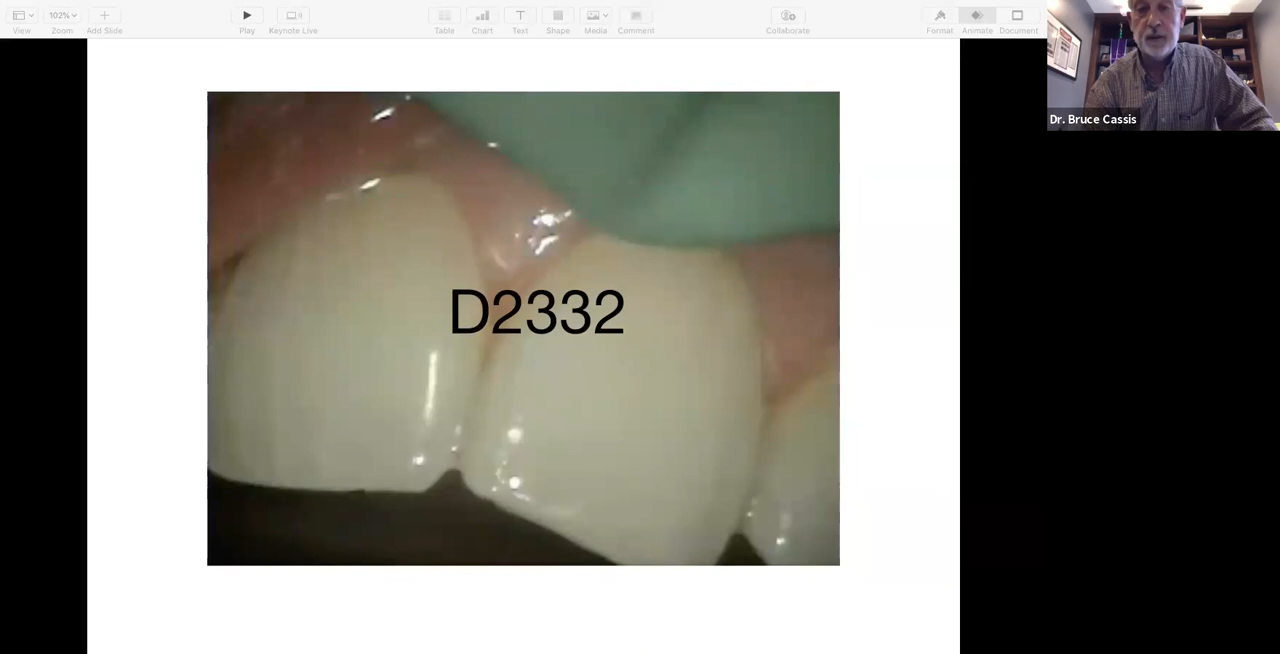 102%
View
Zoom
Add Slide
Play
Keynote Live
Table
Chart
Text
Shape
Media
Comment
Collaborate
Format
Animate
Document
Dr. Bruce Cassis
D2332